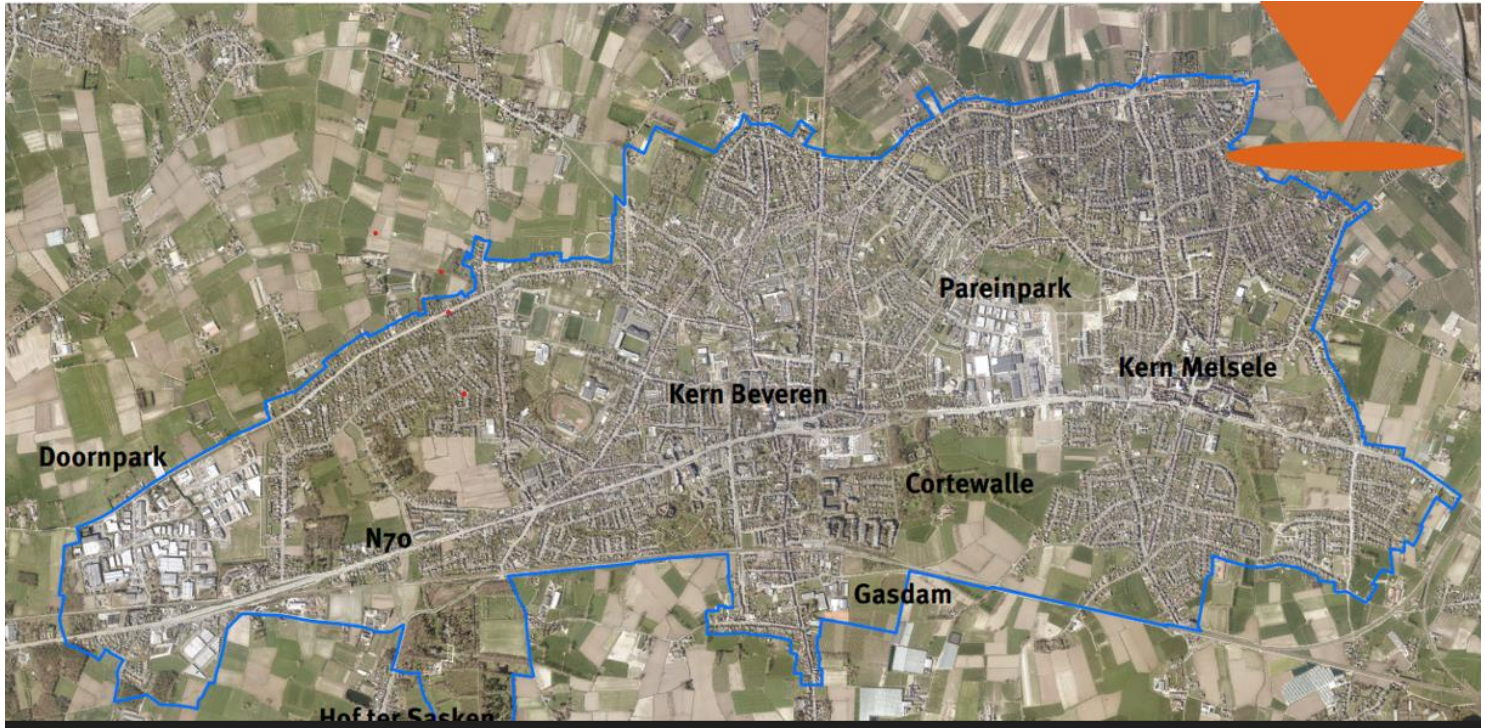 Pareinpark
Kern Melsele
Kern Beveren
Doornpark
Cortewalle
N70
Gasdam
Hof ter Sasken